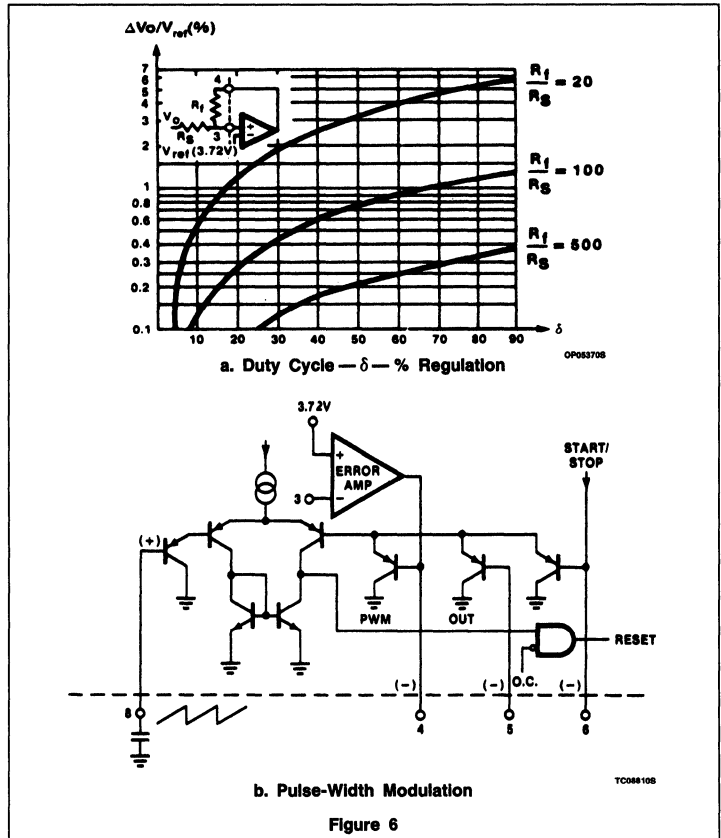 ΔVo/Vref(%)
7
6
5
4
3
2
1
0.8
0.6
0.4
0.3
0.2
0.1
4
Rf
Vo
RS
3
+
−
Vref (3.72V)
Rf/RS = 20
Rf/RS = 100
Rf/RS = 500
10 20 30 40 50 60 70 80 90 δ
OP05370S
a. Duty Cycle — δ — % Regulation
3.72V
+
ERROR
AMP
3
−
START/
STOP
(+)
PWM
OUT
RESET
O.C.
(−) (−) (−)
8
4
5
6
TC08810S
b. Pulse-Width Modulation
Figure 6